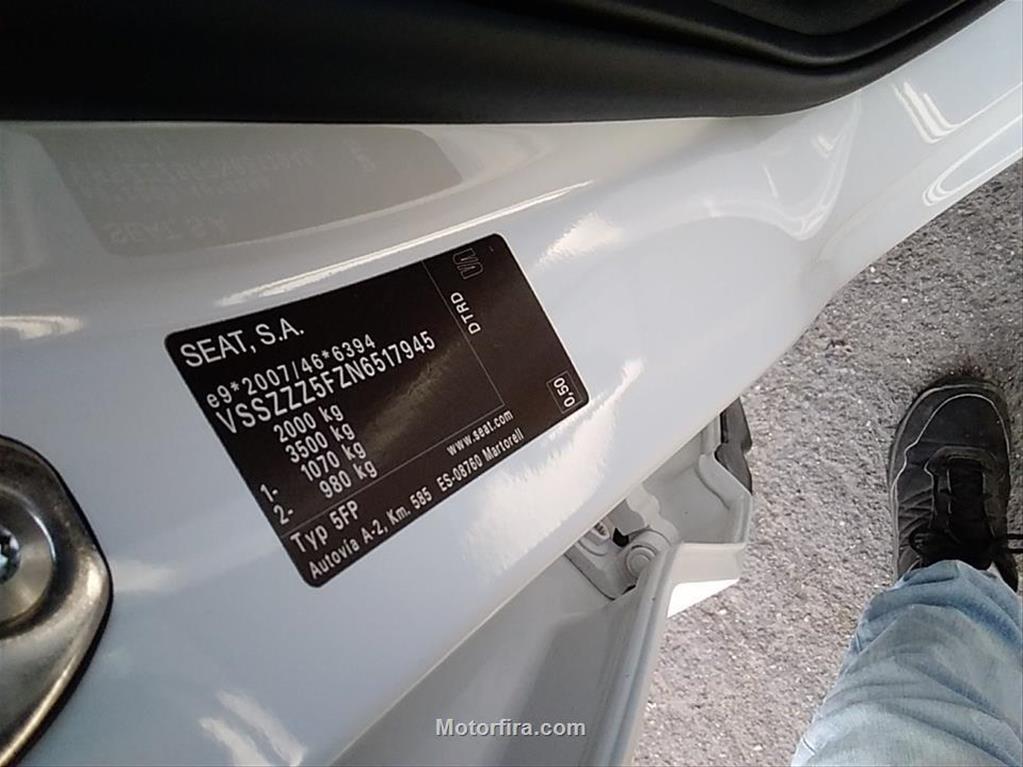 SEAT, S.A.
e9*2007/46*6394
VSSZZZ5FZN6517945
2000 kg
3500 kg
1- 1070 kg
2- 980 kg
DTRD
Typ 5FP
www.seat.com
0,50
Autovía A-2, Km. 585 ES-08760 Martorell
SEAT, S.A.
Motorfira.com